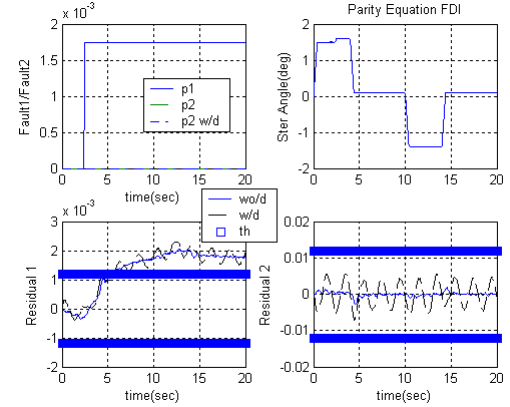 x 10⁻³
Parity Equation FDI
2
1.5
1
0.5
0
Fault1/Fault2
p1
p2
p2 w/d
0 5 10 15 20
time(sec)
2
1
0
-1
-2
Ster Angle(deg)
0 5 10 15 20
time(sec)
x 10⁻³
3
2
1
0
-1
-2
Residual 1
wo/d
w/d
th
0 5 10 15 20
time(sec)
0.02
0.01
0
-0.01
-0.02
Residual 2
0 5 10 15 20
time(sec)